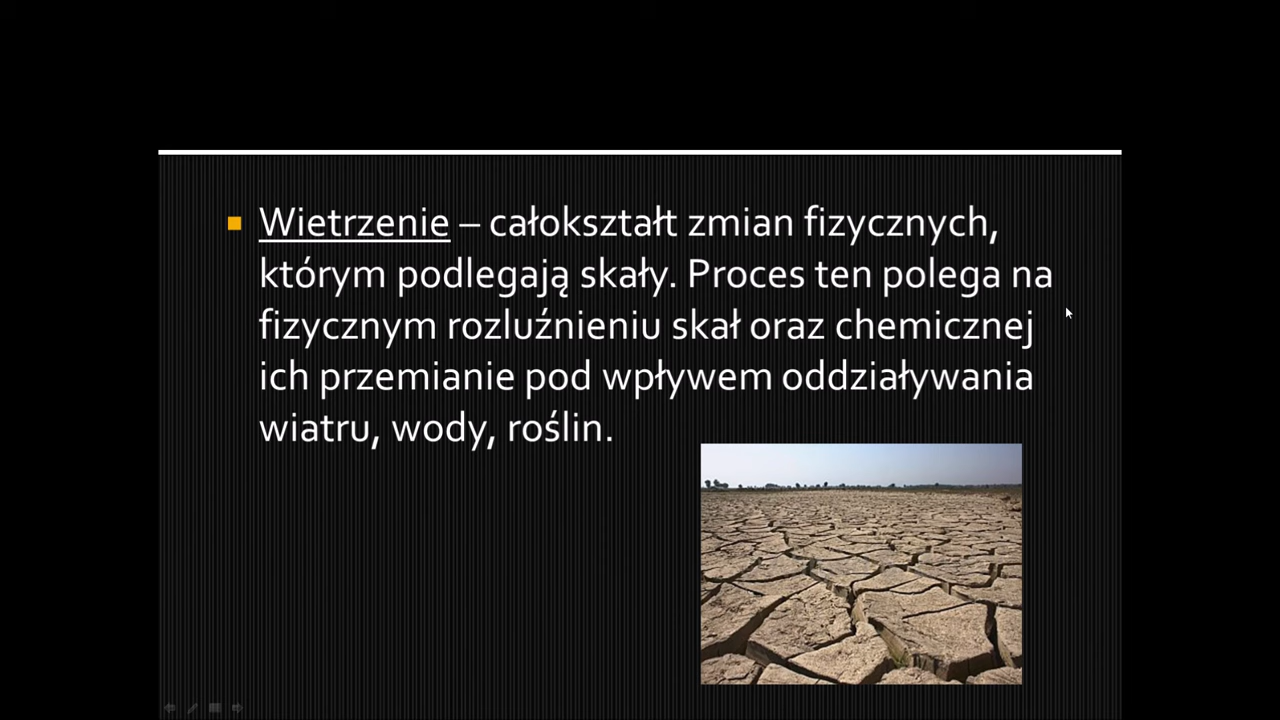 Wietrzenie – całokształt zmian fizycznych,
którym podlegają skały. Proces ten polega na
fizycznym rozluźnieniu skał oraz chemicznej
ich przemianie pod wpływem oddziaływania
wiatru, wody, roślin.